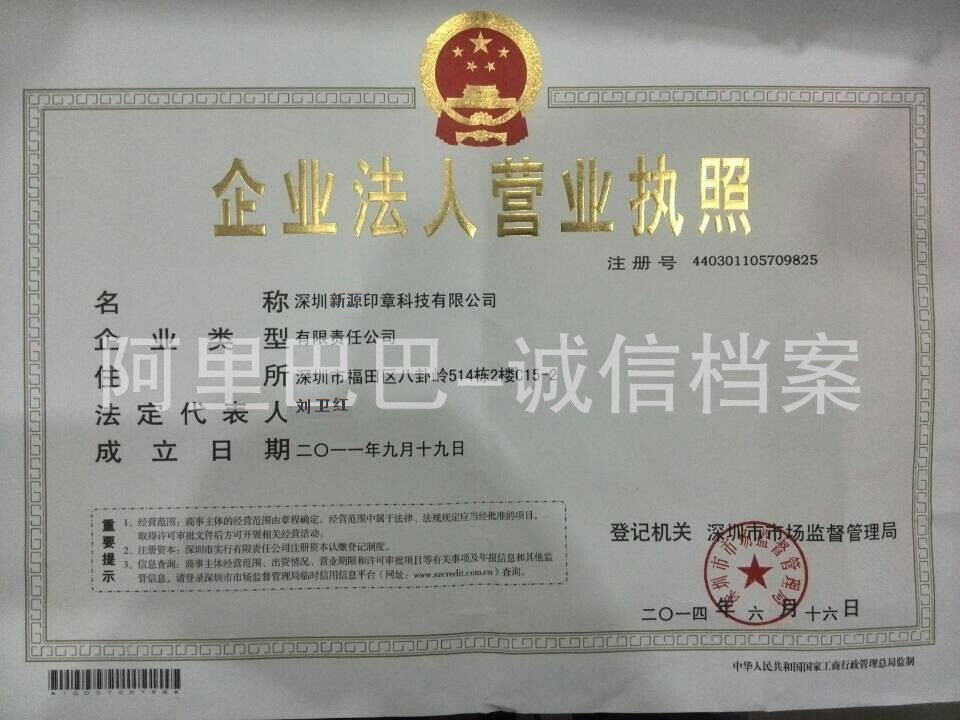 企业法人营业执照
注册号 440301105709825
名称 深圳新源印章科技有限公司
企业类型 有限责任公司
住所 深圳市福田区八卦岭514栋2楼C15-2
法定代表人 刘卫红
成立日期 二〇一一年九月十九日
阿里巴巴-诚信档案
重要提示
1、经营范围：商事主体的经营范围由章程确定。经营范围中属于法律、法规规定应当经批准的项目，
取得许可审批文件后方可开展相关经营活动。
2、注册资本：深圳市实行有限责任公司注册资本认缴登记制度。
3、信息查询：商事主体经营范围、出资情况、营业期限和许可审批项目等有关事项及年报信息和其他监
管信息，请登录深圳市市场监督管理局临时信用信息平台（网址：www.szcredit.com.cn）查询。
登记机关 深圳市市场监督管理局
深圳市市场监督管理局
二〇一四年六月十六日
中华人民共和国国家工商行政管理总局监制